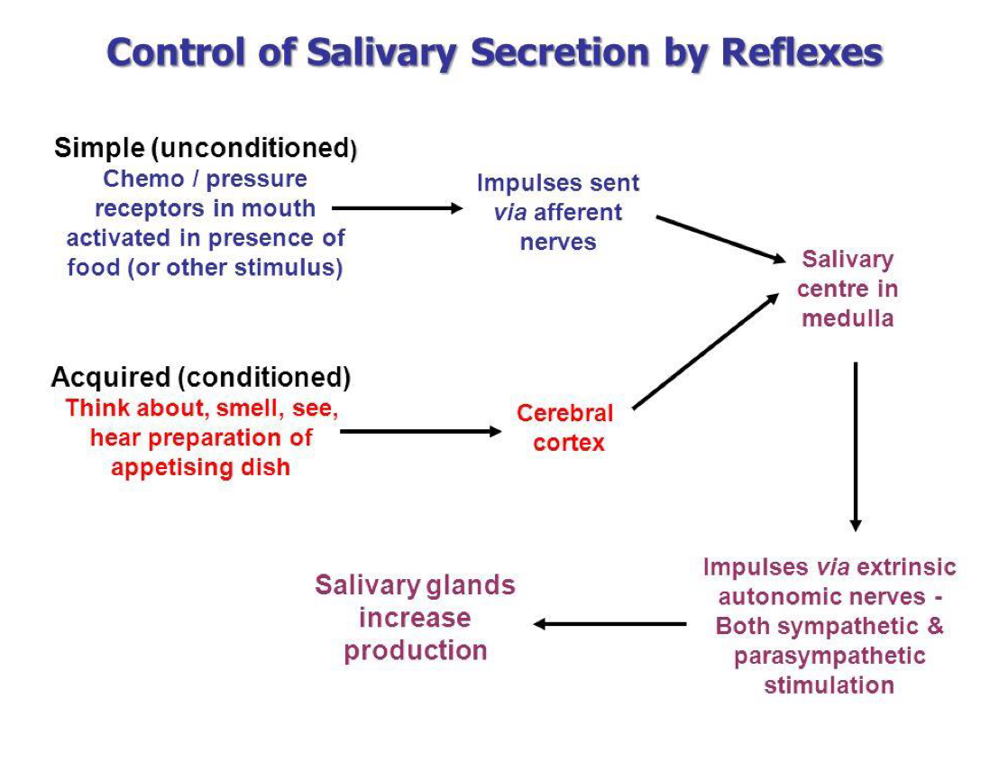 Control of Salivary Secretion by Reflexes
Simple (unconditioned)
Chemo / pressure
receptors in mouth
activated in presence of
food (or other stimulus)
Impulses sent
via afferent
nerves
Salivary
centre in
medulla
Acquired (conditioned)
Think about, smell, see,
hear preparation of
appetising dish
Cerebral
cortex
Impulses via extrinsic
autonomic nerves -
Both sympathetic &
parasympathetic
stimulation
Salivary glands
increase
production